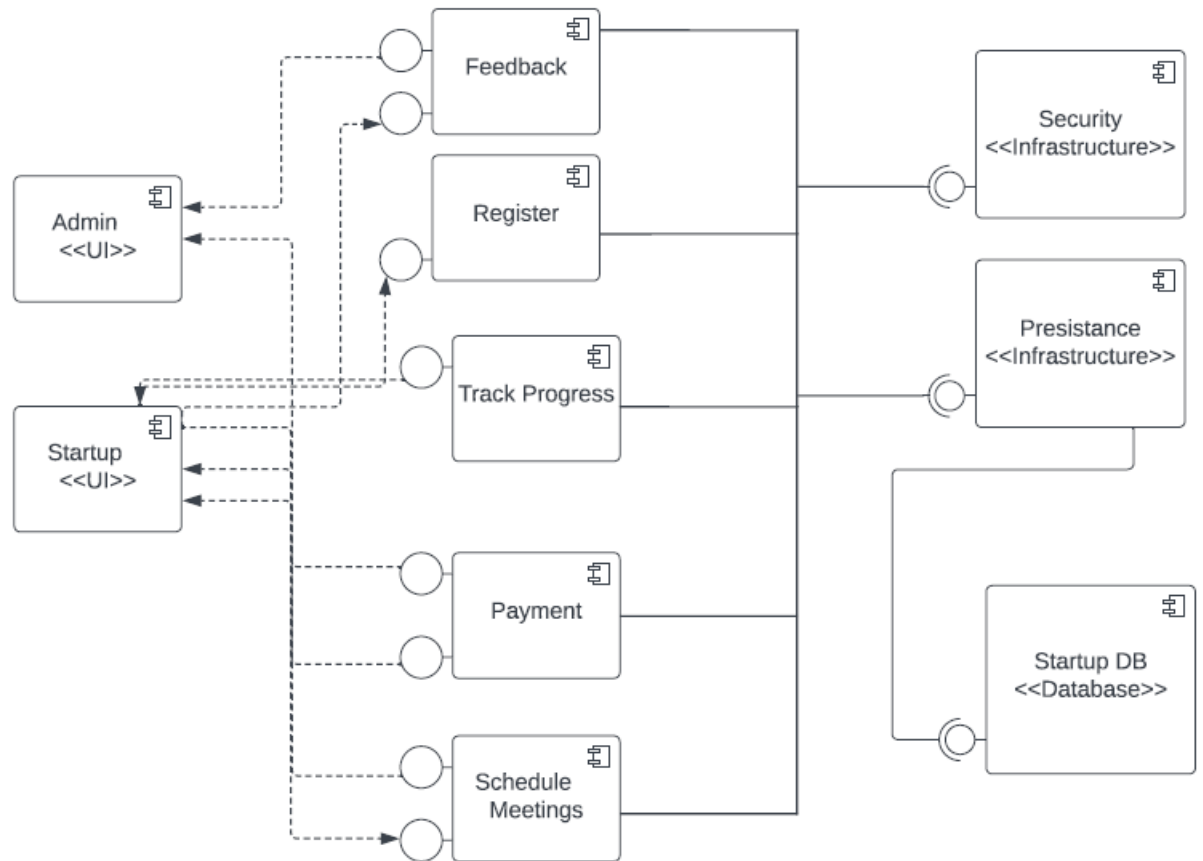 Feedback
Security
<<Infrastructure>>
Register
Admin
<<UI>>
Presistance
<<Infrastructure>>
Track Progress
Startup
<<UI>>
Payment
Startup DB
<<Database>>
Schedule
Meetings